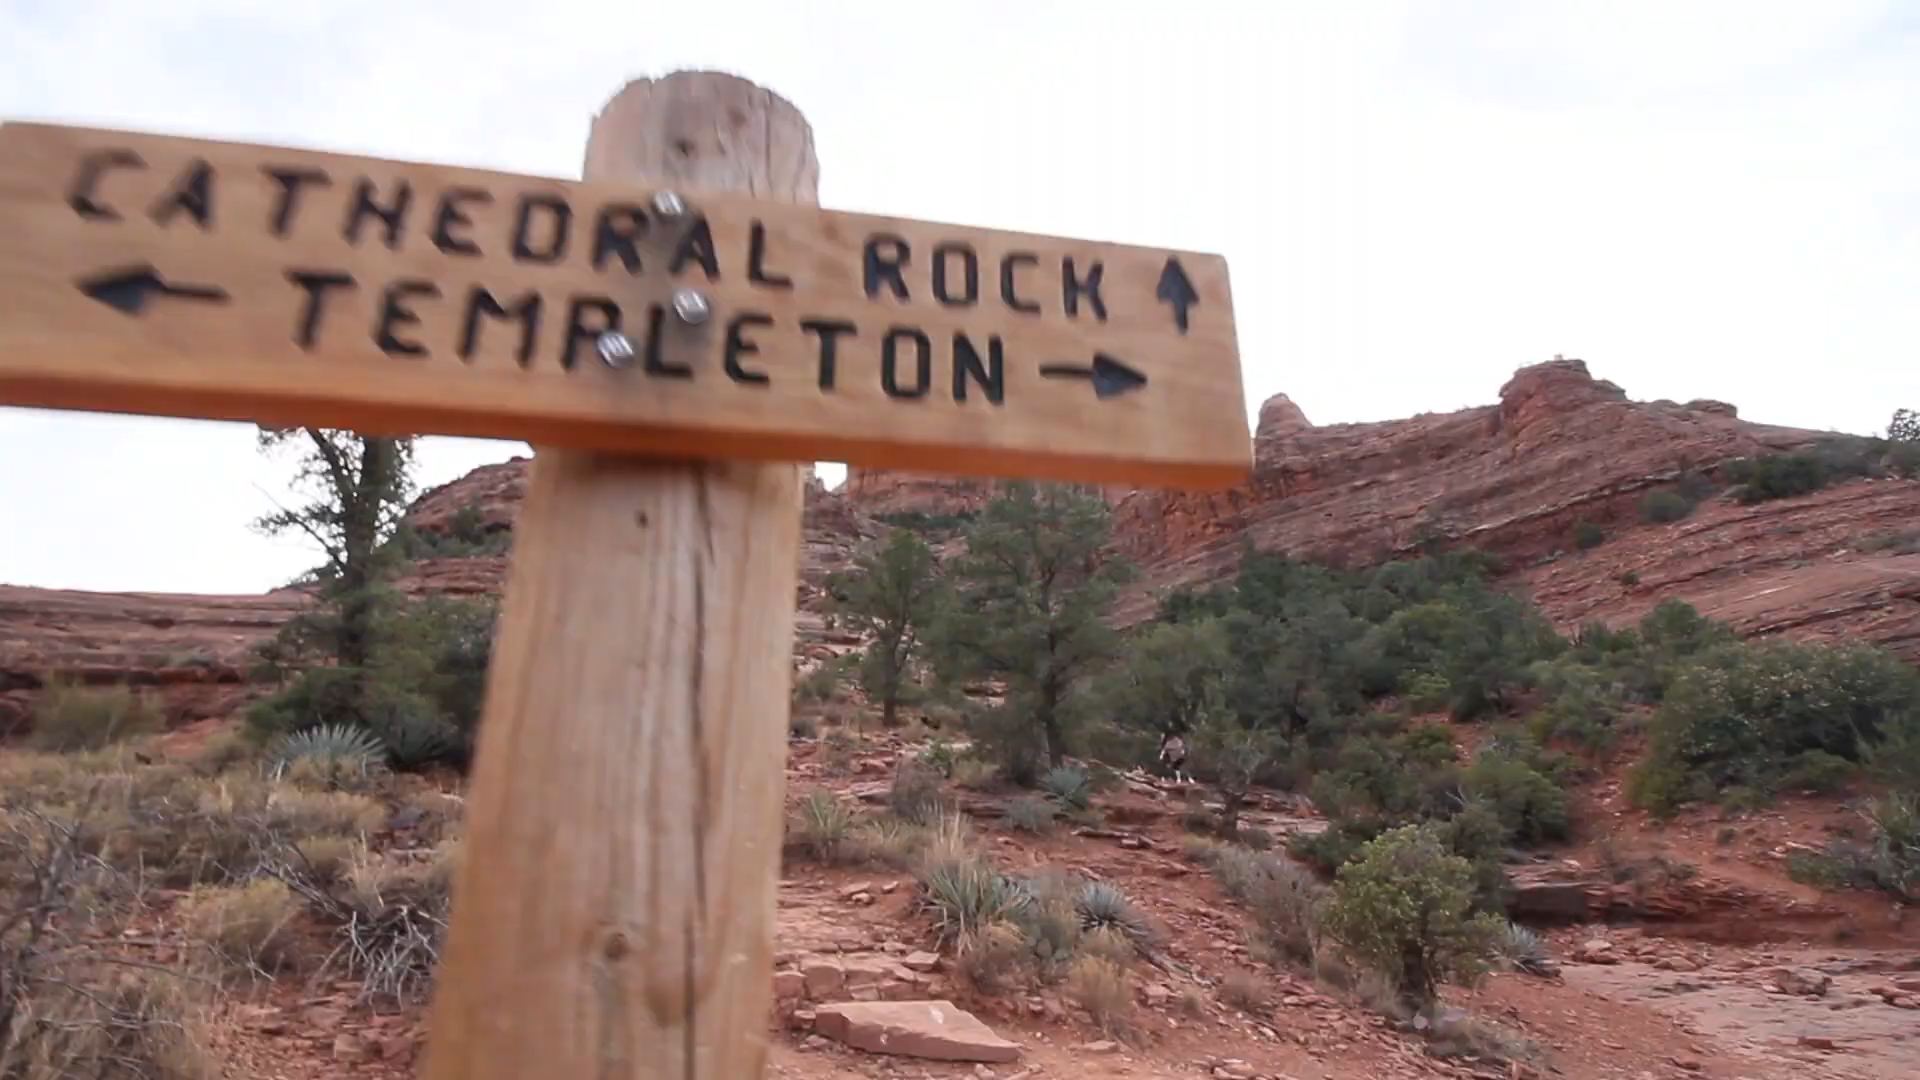 CATHEDRAL ROCK ↑
← TEMPLETON →